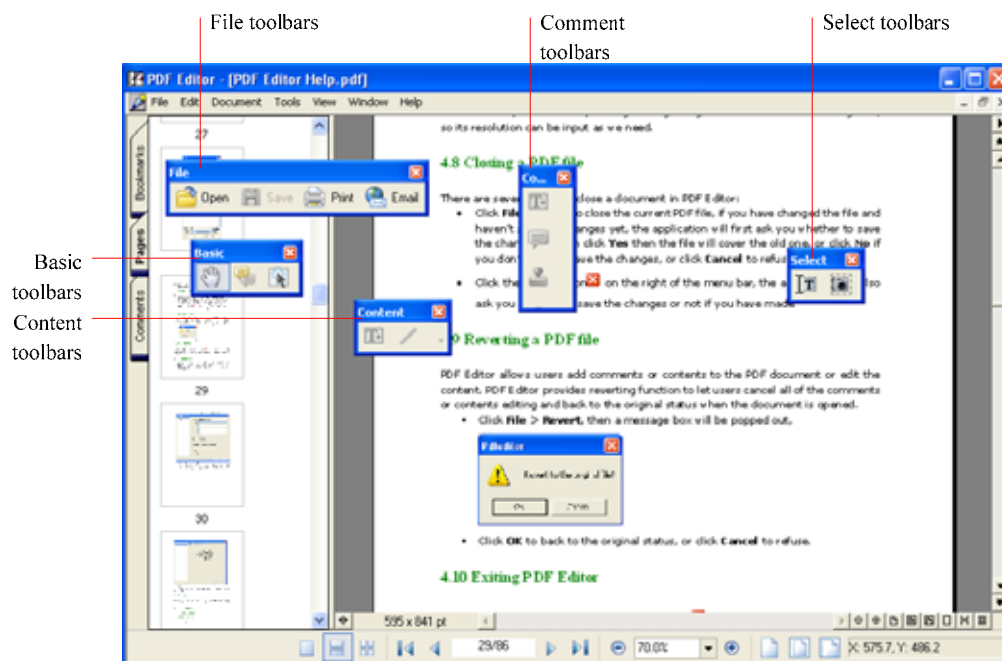 File toolbars
Comment
toolbars
Select toolbars
PDF Editor - [PDF Editor Help.pdf]
File Edit Document Tools View Window Help
Bookmarks
Pages
Comments
27
29
30
so its resolution can be input as we need.
4.8 Closing a PDF file
File
Open Save Print Email
Co...
There are close a document in PDF Editor:
Click File to close the current PDF file, if you have changed the file and
haven't anges yet, the application will first ask you whether to save
the chan click Yes then the file will cover the old one, or click No if
you don't ve the changes, or click Cancel to refus
Basic
Select
Click the on on the right of the menu bar, the a lso
ask you save the changes or not if you have made
Basic
toolbars
Content
toolbars
Content
Reverting a PDF file
PDF Editor allows users add comments or contents to the PDF document or edit the
content. PDF Editor provides reverting function to let users cancel all of the comments
or contents editing and back to the original status when the document is opened.
Click File > Revert, then a message box will be popped out,
Click OK to back to the original status, or click Cancel to refuse.
4.10 Exiting PDF Editor
595 x 841 pt
29/86
70.0%
X: 575.7, Y: 486.2